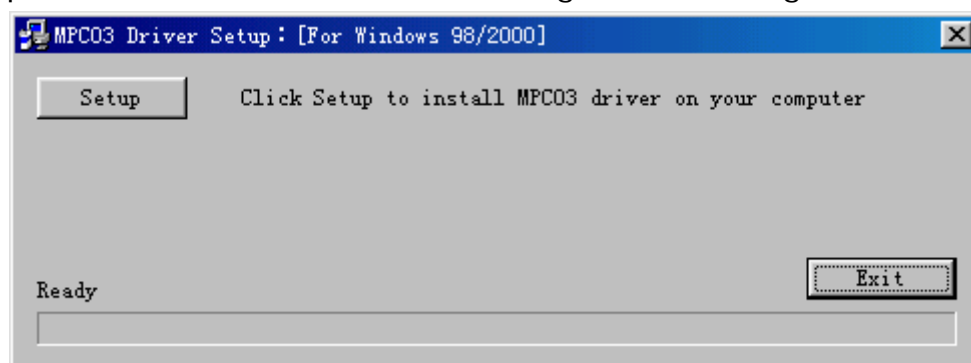 MPC03 Driver Setup：[For Windows 98/2000]
Setup
Click Setup to install MPC03 driver on your computer
Exit
Ready